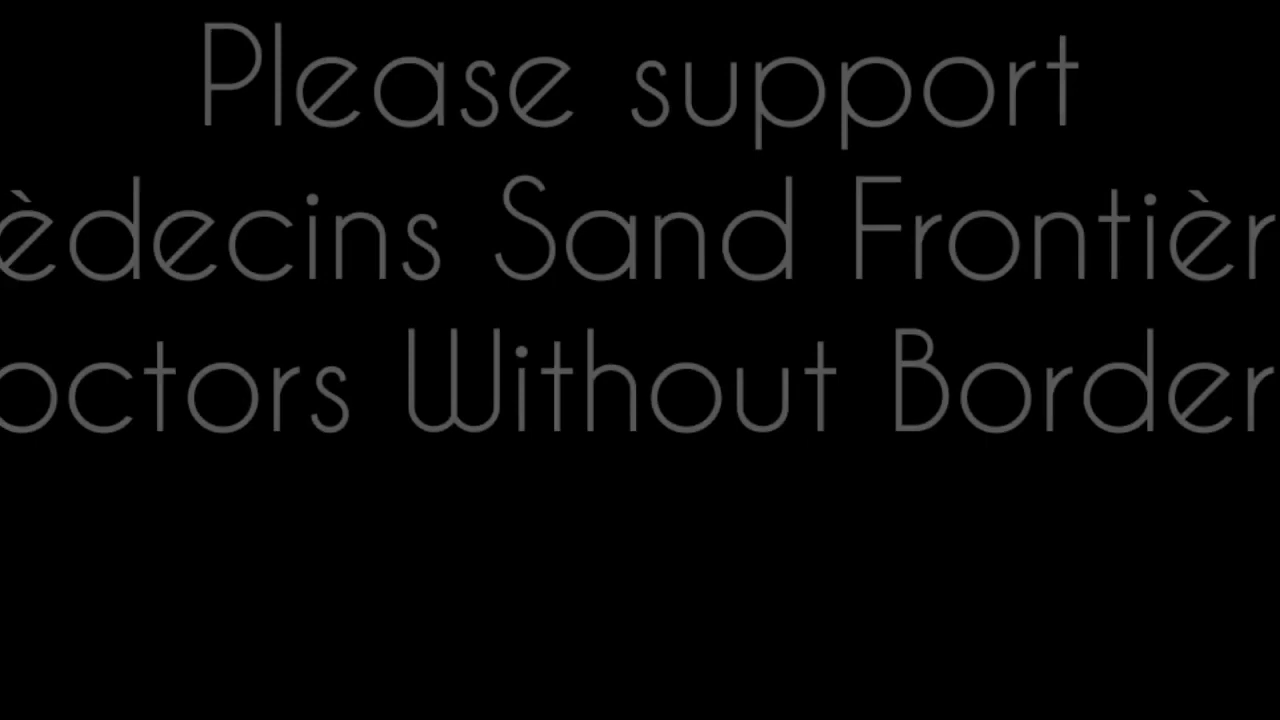 Please support
èdecins Sand Frontièr
octors Without Border